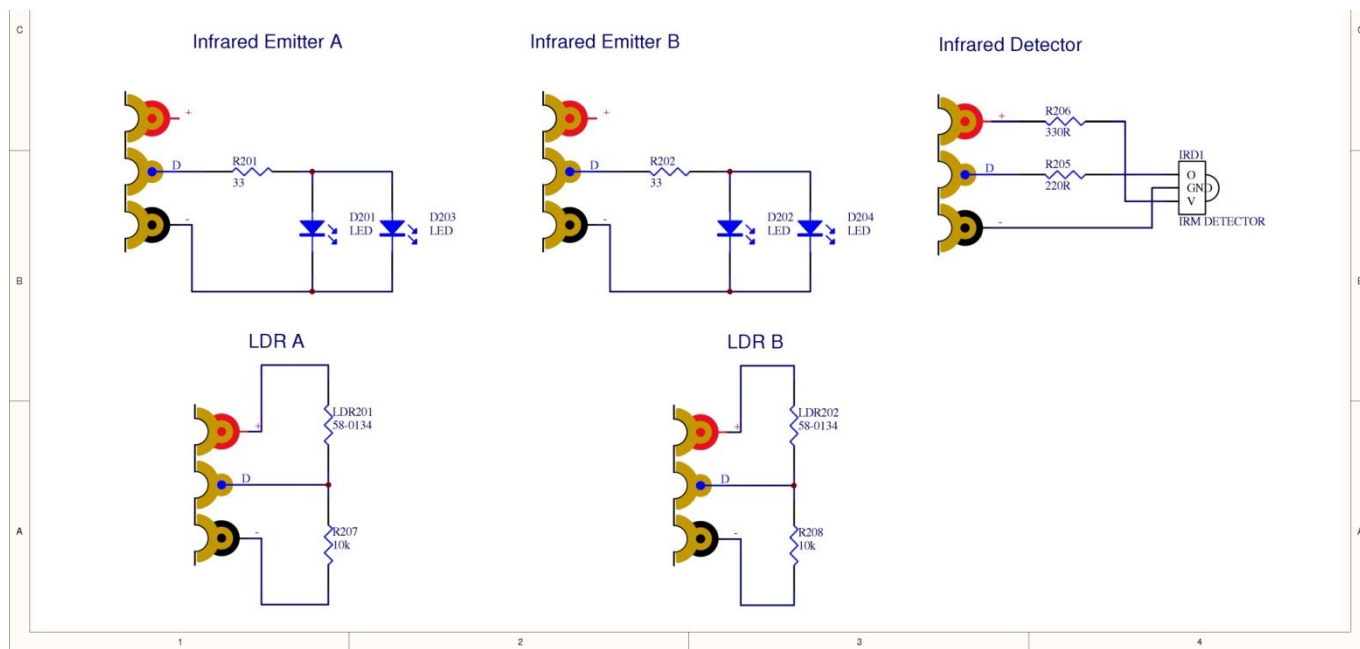 C
C
Infrared Emitter A
Infrared Emitter B
Infrared Detector
+
D
R201
33
D201
LED
D203
LED
-
+
D
R202
33
D202
LED
D204
LED
-
+
R206
330R
D
R205
220R
IRD1
O
GND
V
IRM DETECTOR
-
B
B
LDR A
LDR B
+
LDR201
58-0134
D
R207
10k
-
+
LDR202
58-0134
D
R208
10k
-
A
A
1
2
3
4